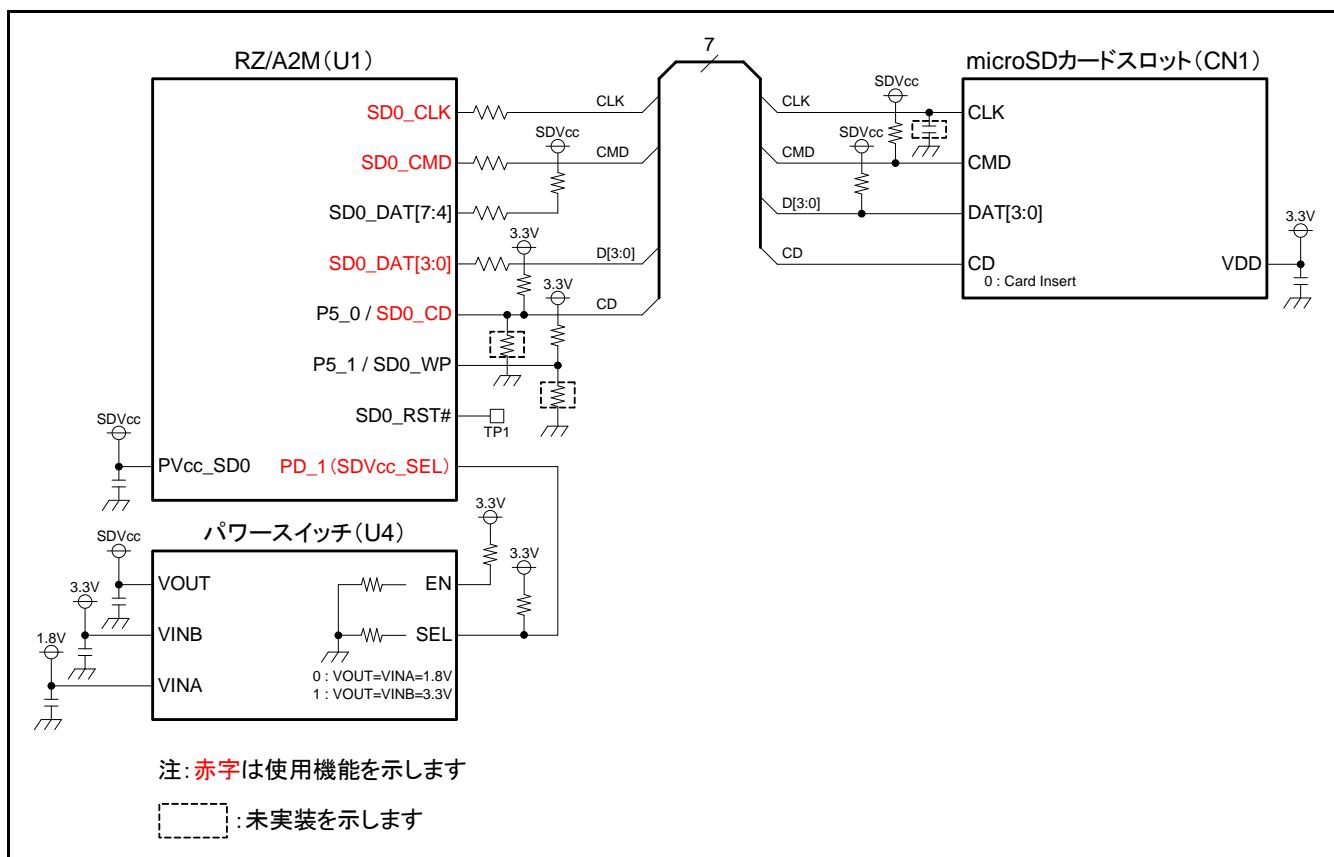 7
RZ/A2M(U1)
microSDカードスロット(CN1)
SD0_CLK
CLK
CLK
SDVcc
CLK
SD0_CMD
SDVcc
CMD
CMD
SDVcc
CMD
SD0_DAT[7:4]
D[3:0]
DAT[3:0]
SD0_DAT[3:0]
3.3V
D[3:0]
CD
CD
0 : Card Insert
VDD
3.3V
P5_0 / SD0_CD
3.3V
CD
P5_1 / SD0_WP
SD0_RST#
TP1
SDVcc
PVcc_SD0
PD_1(SDVcc_SEL)
パワースイッチ(U4)
SDVcc
3.3V
3.3V
VOUT
EN
3.3V
VINB
SEL
1.8V
VINA
0 : VOUT=VINA=1.8V
1 : VOUT=VINB=3.3V
注:赤字は使用機能を示します
:未実装を示します